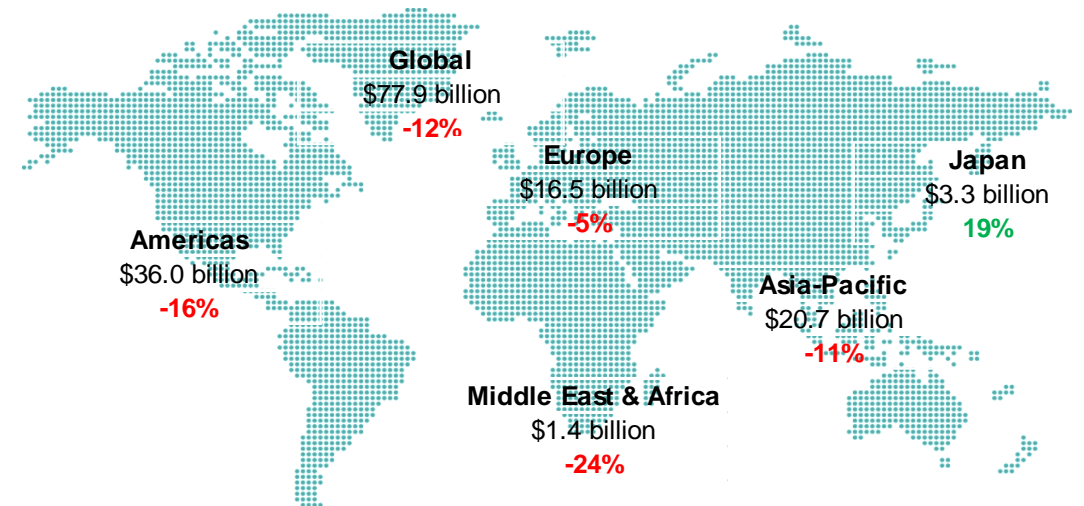 Global
$77.9 billion
-12%
Europe
$16.5 billion
-5%
Japan
$3.3 billion
19%
Americas
$36.0 billion
-16%
Asia-Pacific
$20.7 billion
-11%
Middle East & Africa
$1.4 billion
-24%